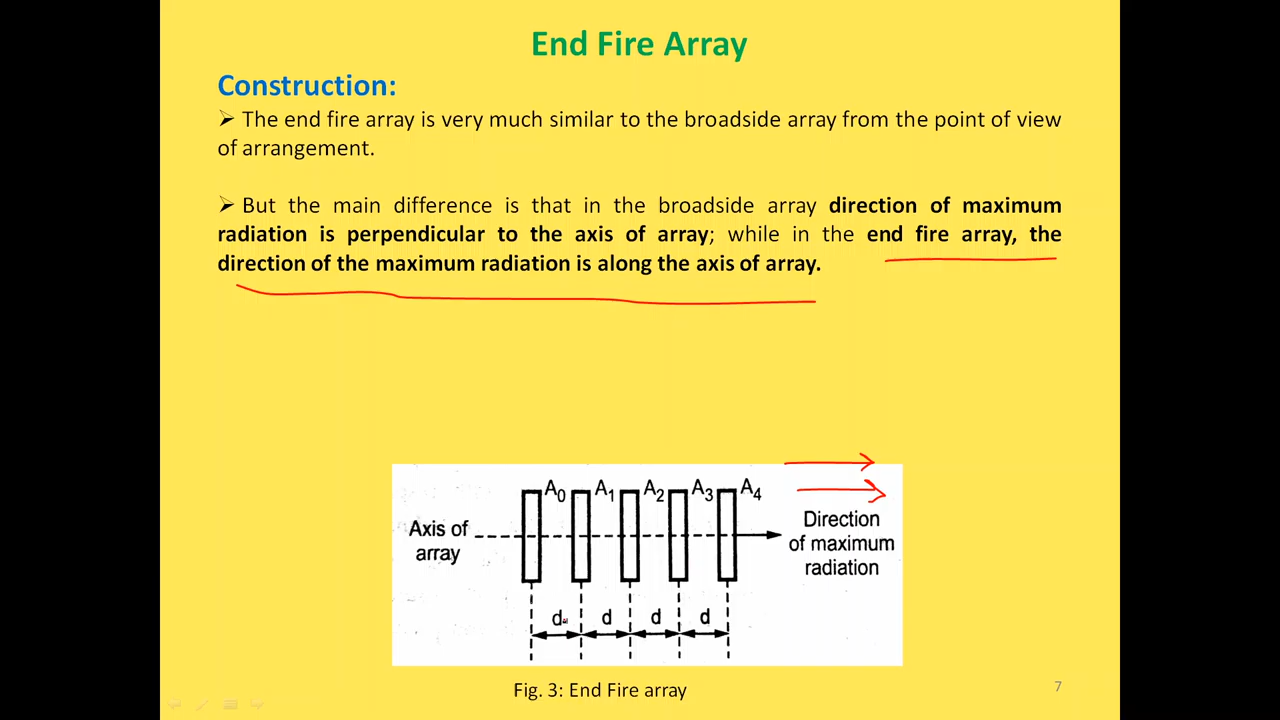 End Fire Array
Construction:
➢ The end fire array is very much similar to the broadside array from the point of view
of arrangement.
➢ But the main difference is that in the broadside array direction of maximum
radiation is perpendicular to the axis of array; while in the end fire array, the
direction of the maximum radiation is along the axis of array.
A₀ A₁ A₂ A₃ A₄
Axis of
array
Direction
of maximum
radiation
d d d d
Fig. 3: End Fire array
7